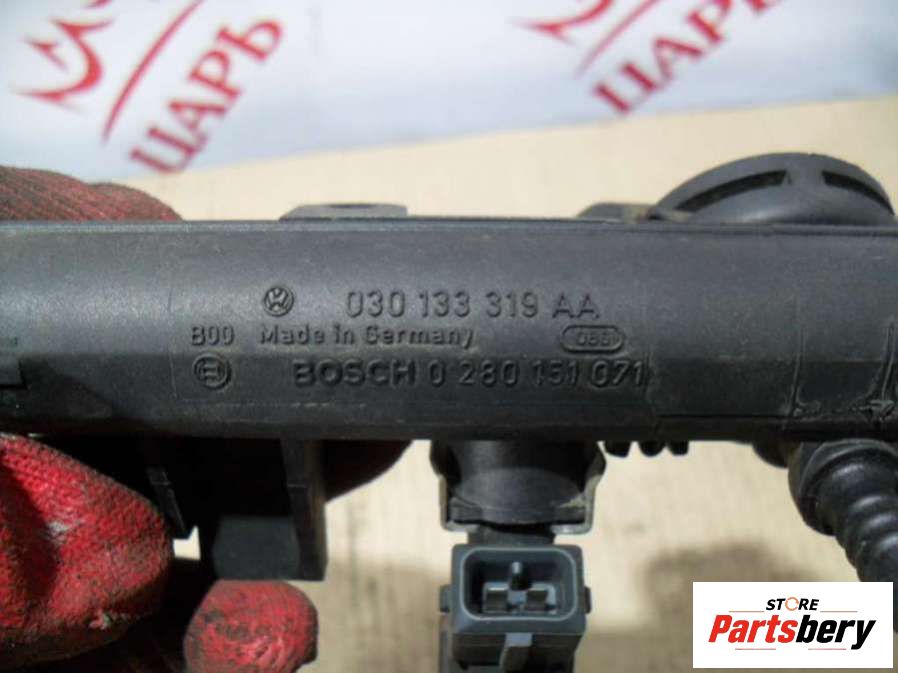 ЦАРЬ
ЦАРЬ
030 133 319 AA
B00 Made in Germany
BOSCH 0 280 151 071
STORE
Partsbery